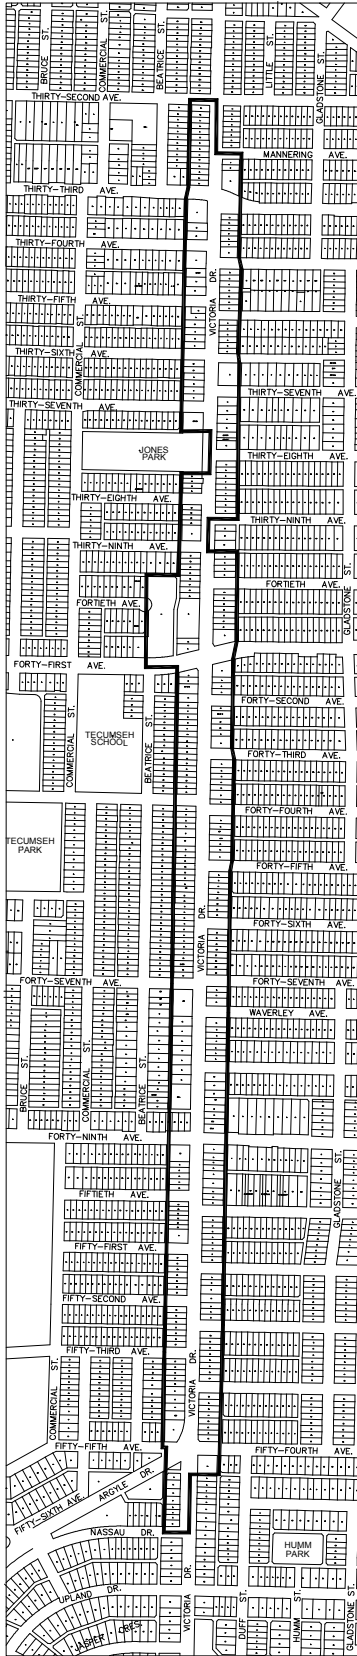 BRUCE ST.
COMMERCIAL ST.
BEATRICE ST.
LITTLE ST.
GLADSTONE ST.
THIRTY-SECOND AVE.
MANNERING AVE.
THIRTY-THIRD AVE.
THIRTY-FOURTH AVE.
VICTORIA DR.
THIRTY-FIFTH AVE.
COMMERCIAL ST.
THIRTY-SIXTH AVE.
THIRTY-SEVENTH AVE.
THIRTY-SEVENTH AVE.
JONES
PARK
THIRTY-EIGHTH AVE.
THIRTY-EIGHTH AVE.
THIRTY-NINTH AVE.
THIRTY-NINTH AVE.
FORTIETH AVE.
GLADSTONE ST.
FORTIETH AVE.
FORTY-FIRST AVE.
FORTY-SECOND AVE.
COMMERCIAL ST.
TECUMSEH
SCHOOL
BEATRICE ST.
FORTY-THIRD AVE.
FORTY-FOURTH AVE.
TECUMSEH
PARK
FORTY-FIFTH AVE.
VICTORIA DR.
FORTY-SIXTH AVE.
FORTY-SEVENTH AVE.
FORTY-SEVENTH AVE.
WAVERLEY AVE.
BRUCE ST.
COMMERCIAL ST.
BEATRICE ST.
FORTY-NINTH AVE.
FIFTIETH AVE.
GLADSTONE ST.
FIFTY-FIRST AVE.
FIFTY-SECOND AVE.
FIFTY-THIRD AVE.
COMMERCIAL ST.
VICTORIA DR.
FIFTY-FIFTH AVE.
FIFTY-FOURTH AVE.
FIFTY-SIXTH AVE.
ARGYLE DR.
NASSAU DR.
HUMM
PARK
UPLAND DR.
VICTORIA DR.
DUFF ST.
HUMM ST.
GLADSTONE ST.
JASPER CRES.